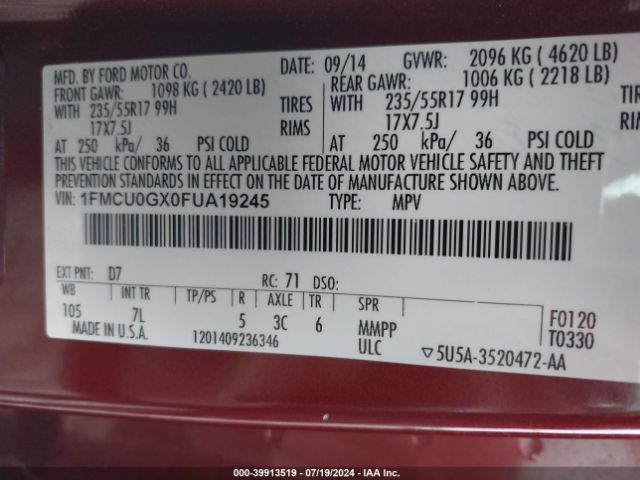 MFD. BY FORD MOTOR CO. DATE: 09/14 GVWR: 2096 KG ( 4620 LB)
FRONT GAWR: 1098 KG ( 2420 LB) REAR GAWR: 1006 KG ( 2218 LB)
WITH 235/55R17 99H TIRES WITH 235/55R17 99H TIRES
17X7.5J RIMS 17X7.5J RIMS
AT 250 kPa/ 36 PSI COLD AT 250 kPa/ 36 PSI COLD
THIS VEHICLE CONFORMS TO ALL APPLICABLE FEDERAL MOTOR VEHICLE SAFETY AND THEFT
PREVENTION STANDARDS IN EFFECT ON THE DATE OF MANUFACTURE SHOWN ABOVE.
VIN: 1FMCU0GX0FUA19245 TYPE: MPV
EXT PNT: D7 RC: 71 DSO:
WB INT TR TP/PS R AXLE TR SPR
105 7L 5 3C 6 MMPP F0120
MADE IN U.S.A. 1201409236346 ULC T0330
▽5U5A-3520472-AA
000-39913519 - 07/19/2024 - IAA Inc.